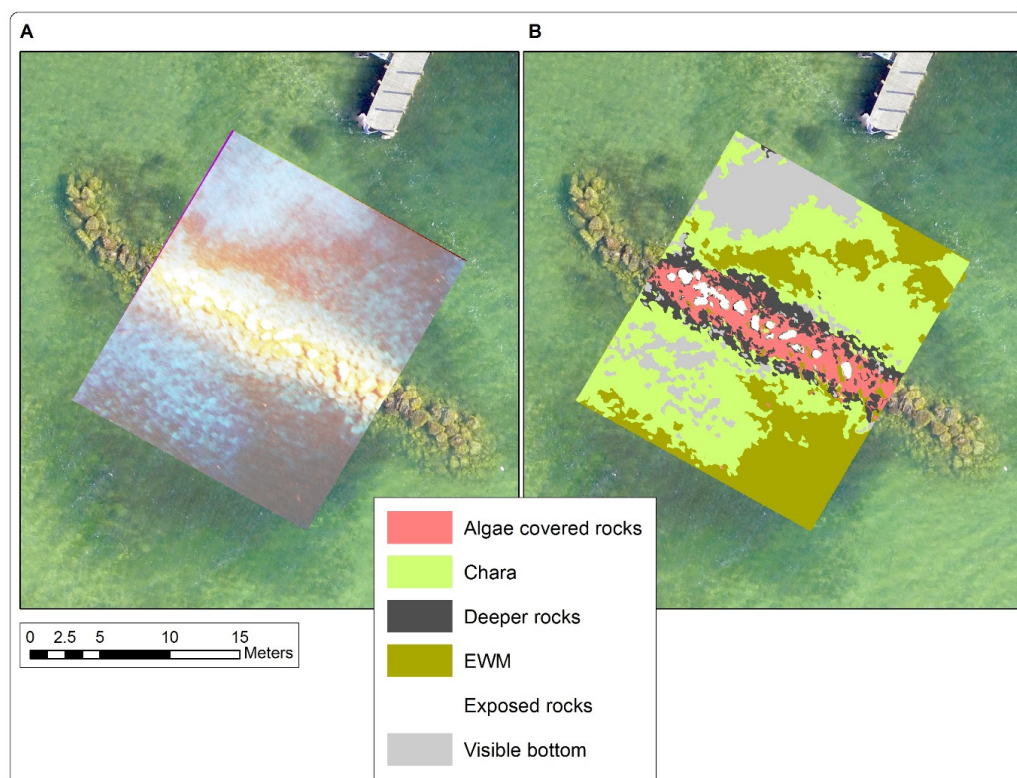 A
B
0 2.5 5 10 15
Meters
Algae covered rocks
Chara
Deeper rocks
EWM
Exposed rocks
Visible bottom